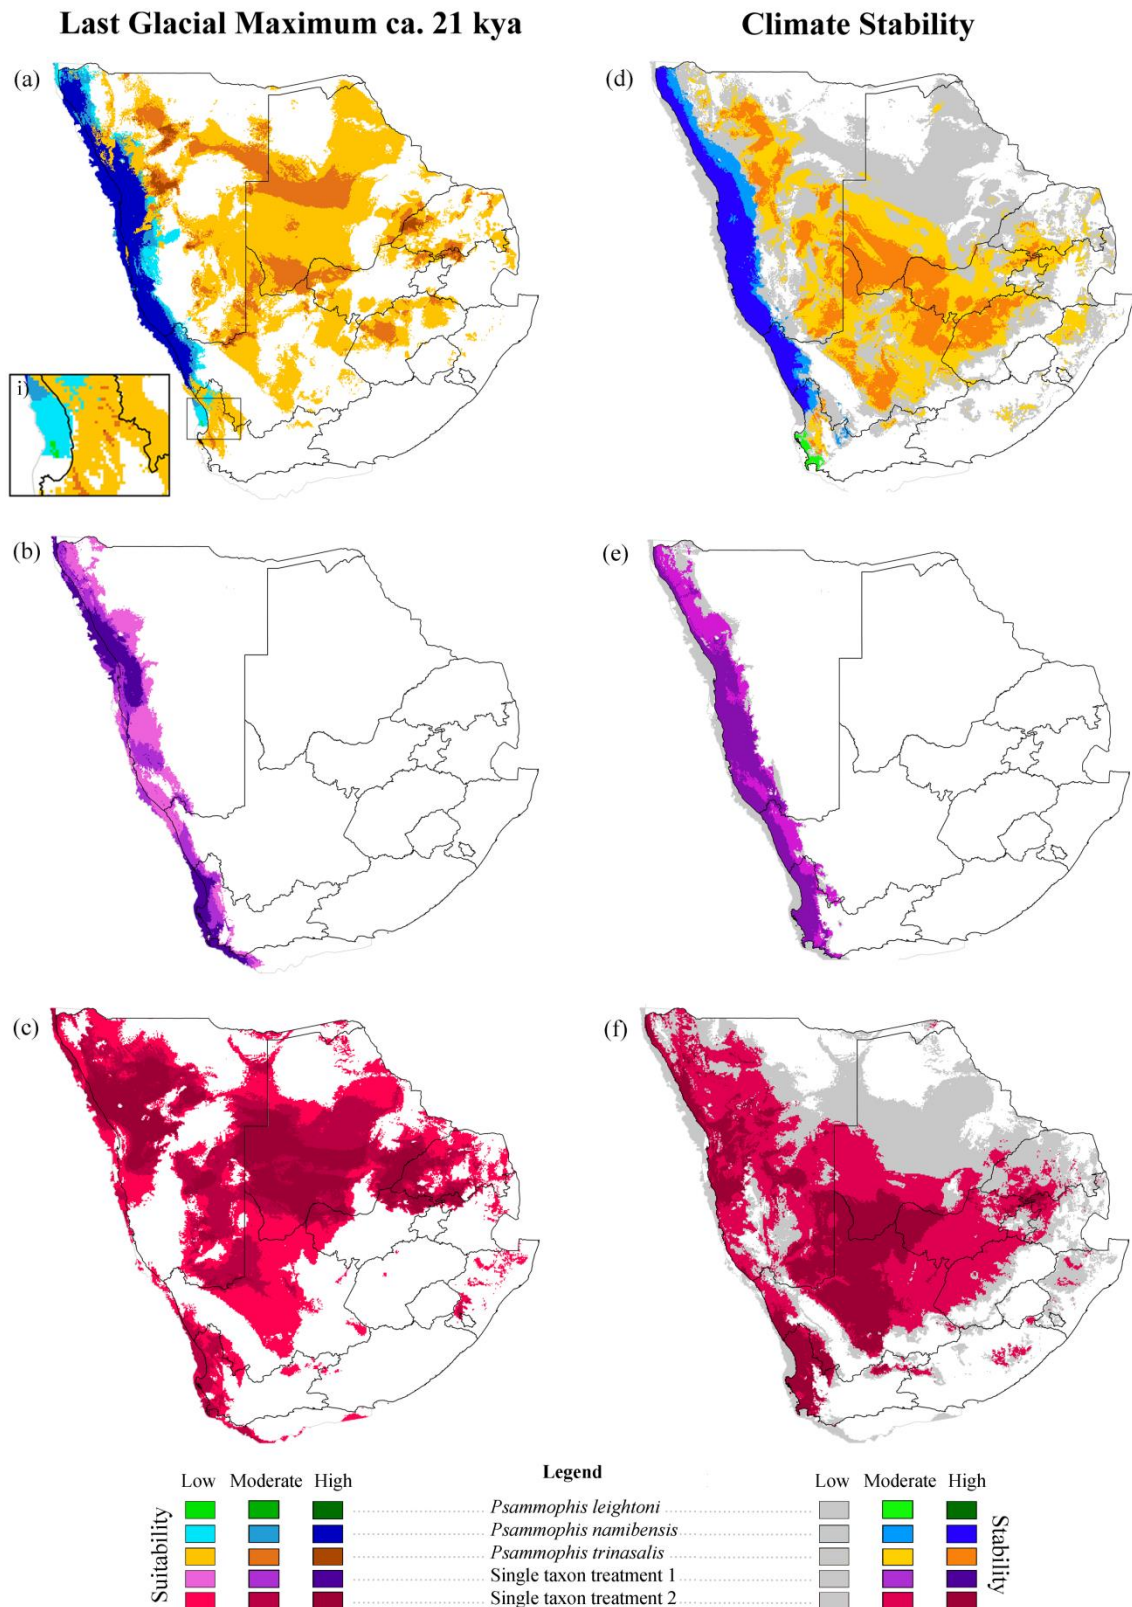 Last Glacial Maximum ca. 21 kya
Climate Stability
(a)
(d)
i)
(b)
(e)
(c)
(f)
Legend
Low Moderate High
Low Moderate High
Suitability
Stability
Psammophis leightoni
Psammophis namibensis
Psammophis trinasalis
Single taxon treatment 1
Single taxon treatment 2